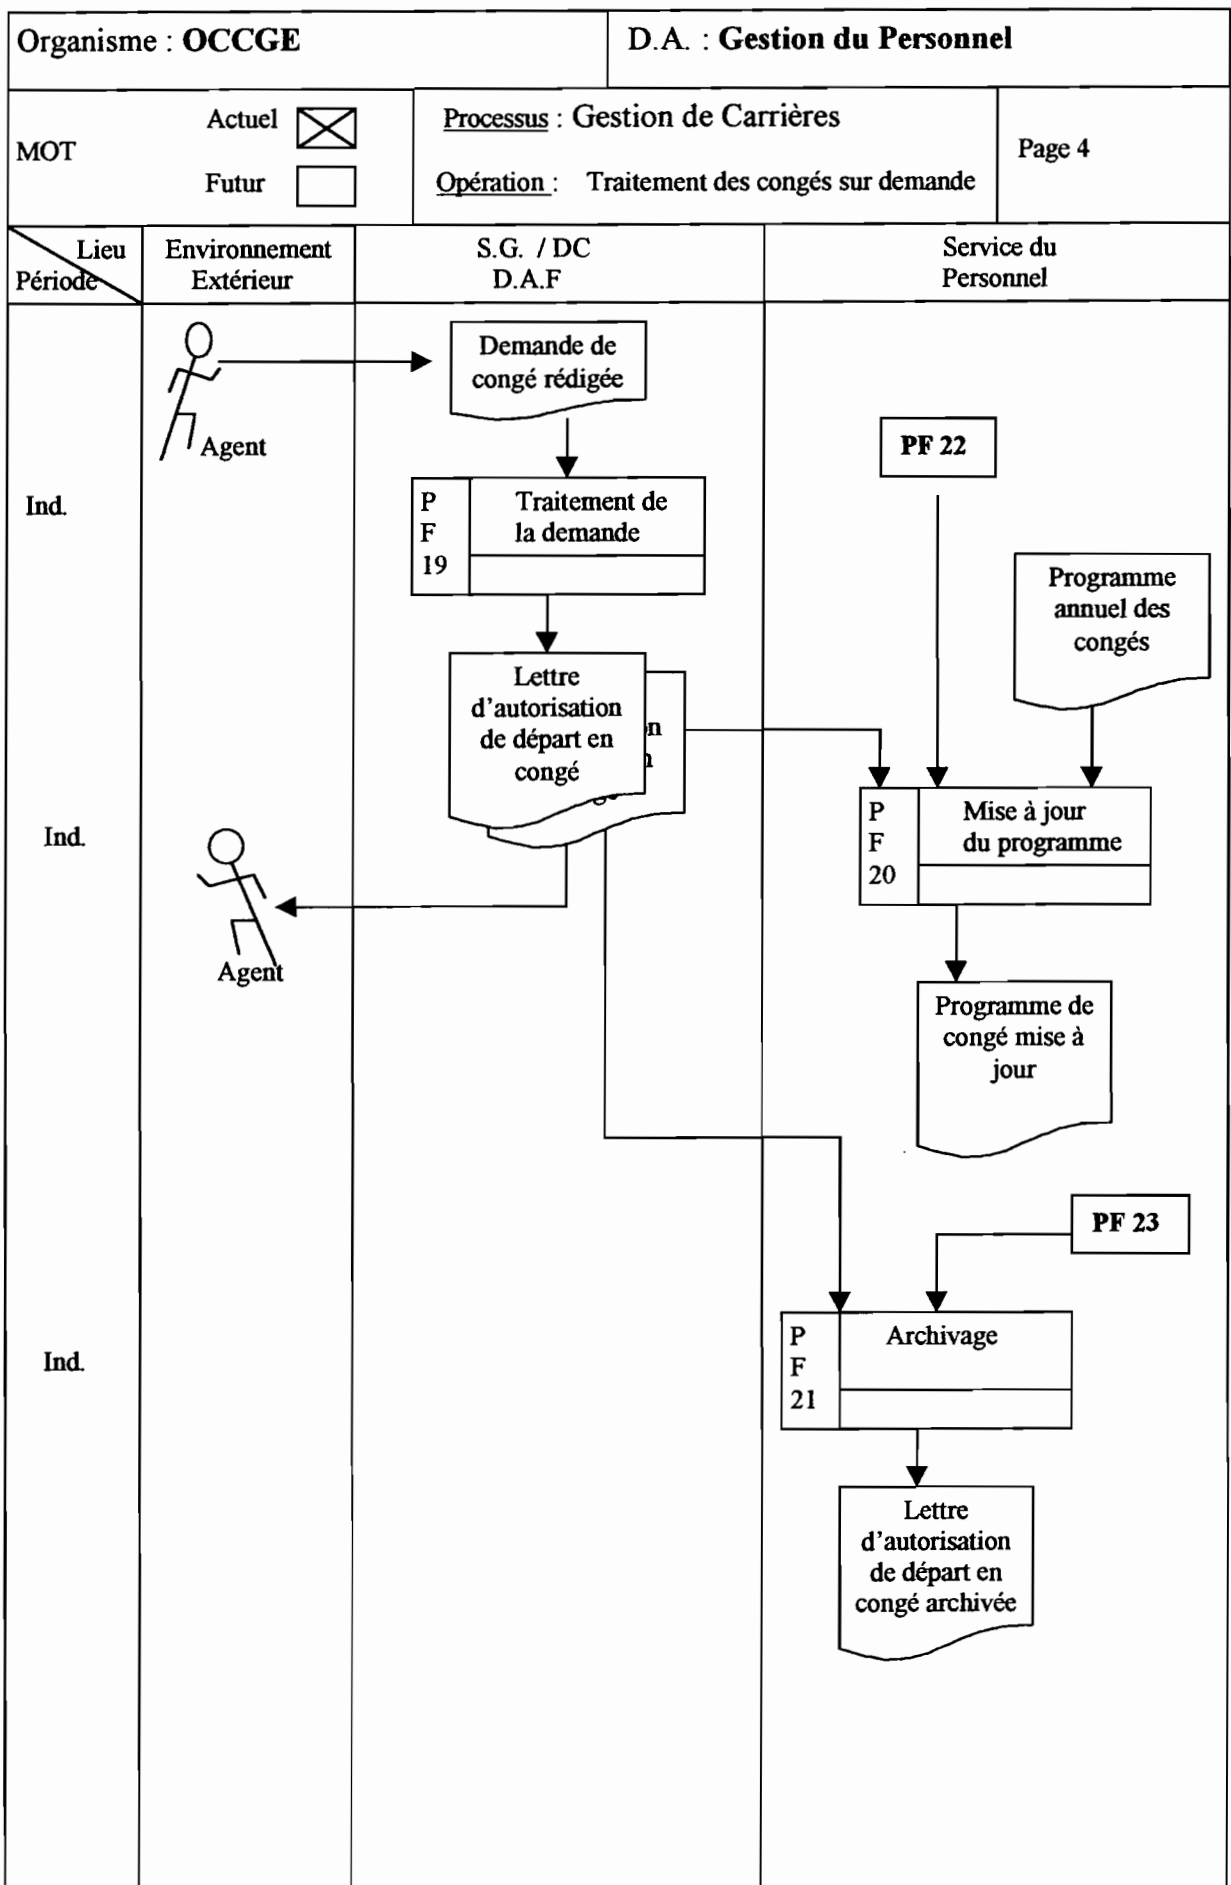 Organisme : OCCGE
D.A. : Gestion du Personnel
MOT
Actuel
Futur
Processus : Gestion de Carrières
Opération : Traitement des congés sur demande
Page 4
Lieu
Période
Environnement
Extérieur
S.G. / DC
D.A.F
Service du
Personnel
Agent
Demande de
congé rédigée
PF 22
Ind.
P
F
19
Traitement de
la demande
Programme
annuel des
congés
Lettre
d'autorisation
de départ en
congé
Ind.
P
F
20
Mise à jour
du programme
Agent
Programme de
congé mise à
jour
PF 23
Ind.
P
F
21
Archivage
Lettre
d'autorisation
de départ en
congé archivée